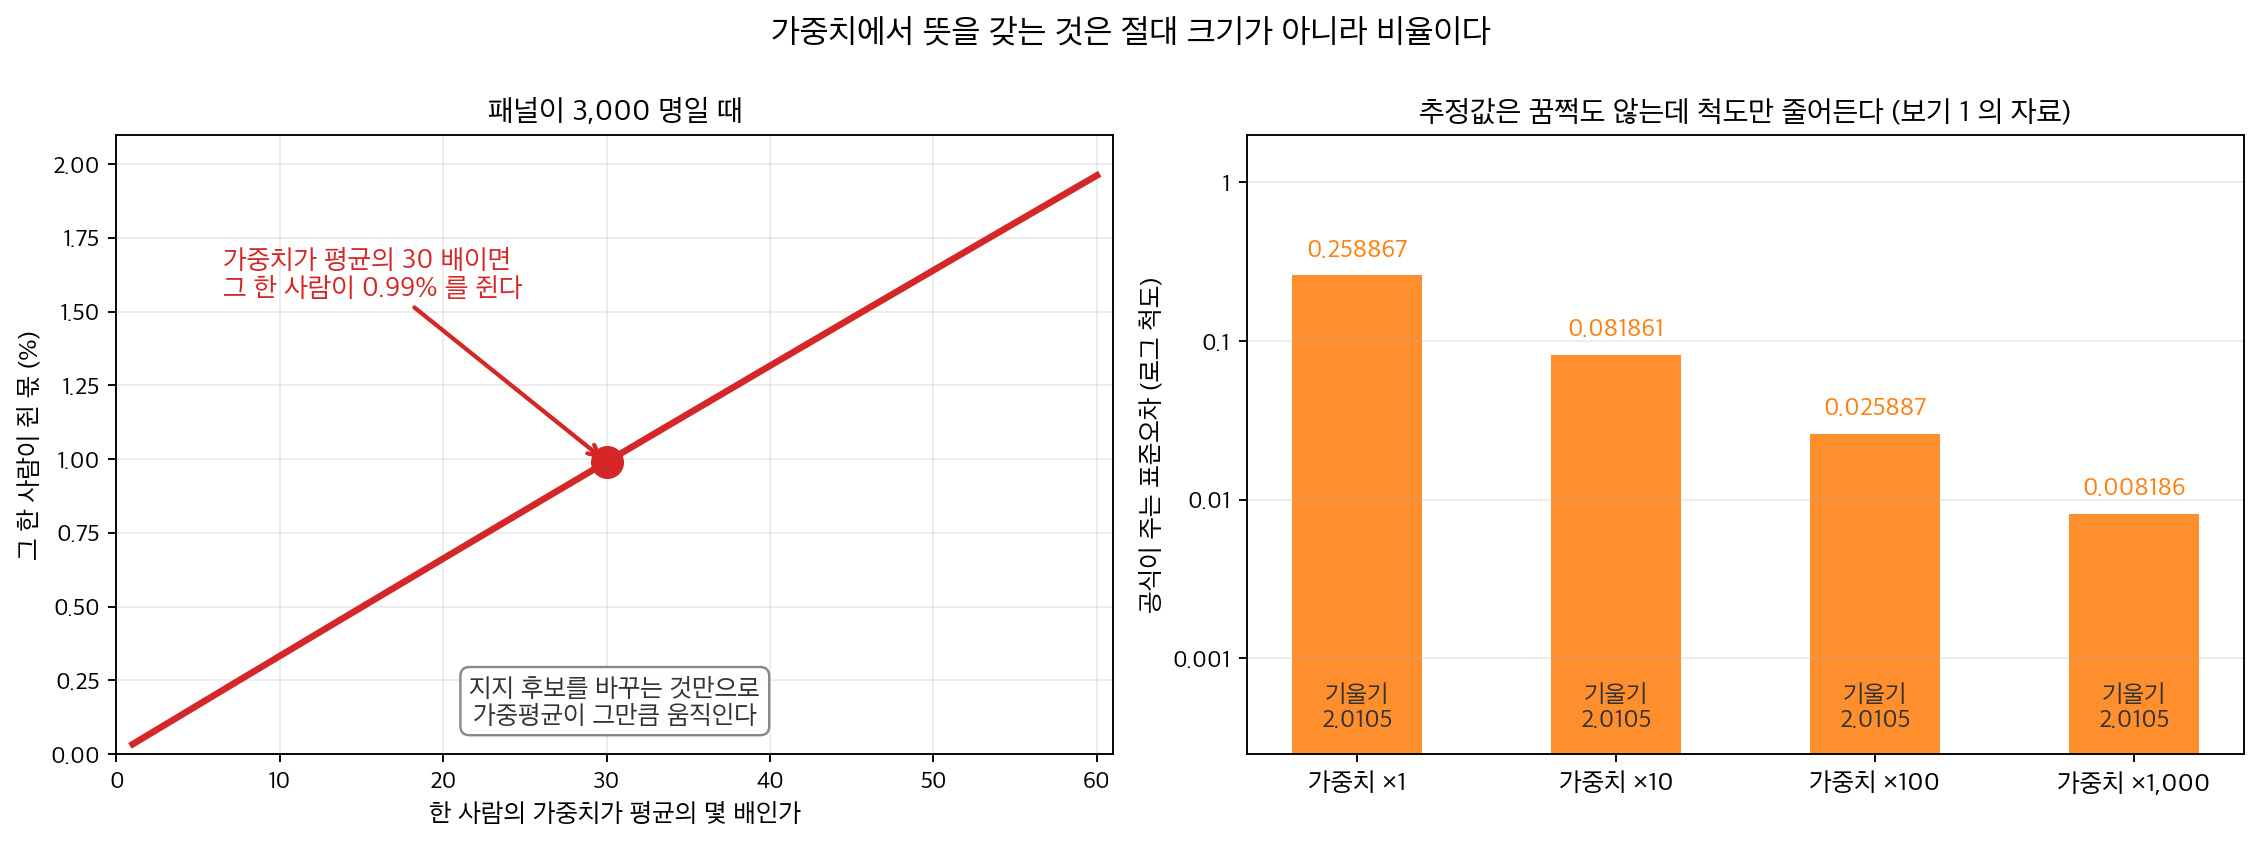 가중치에서 뜻을 갖는 것은 절대 크기가 아니라 비율이다
패널이 3,000 명일 때
그 한 사람이 쥔 몫 (%)
2.00
1.75
1.50
1.25
1.00
0.75
0.50
0.25
0.00
가중치가 평균의 30 배이면
그 한 사람이 0.99% 를 쥔다
지지 후보를 바꾸는 것만으로
가중평균이 그만큼 움직인다
0 10 20 30 40 50 60
한 사람의 가중치가 평균의 몇 배인가
추정값은 꿈쩍도 않는데 척도만 줄어든다 (보기 1 의 자료)
공식이 주는 표준오차 (로그 척도)
1
0.1
0.01
0.001
0.258867
0.081861
0.025887
0.008186
기울기
2.0105
기울기
2.0105
기울기
2.0105
기울기
2.0105
가중치 ×1 가중치 ×10 가중치 ×100 가중치 ×1,000